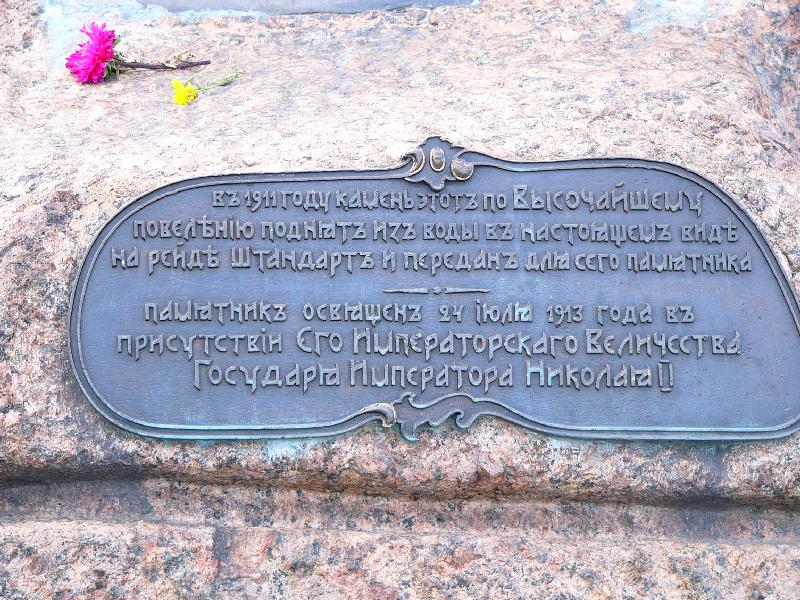 въ 1911 году камень этотъ по Высочайшему
повелѣнію поднятъ изъ воды въ настоящемъ видѣ
на рейдѣ Штандартъ и переданъ для сего памятника
памятникъ освященъ 24 іюля 1913 года въ
присутствіи Его Императорскаго Величества
Государя Императора Николая II